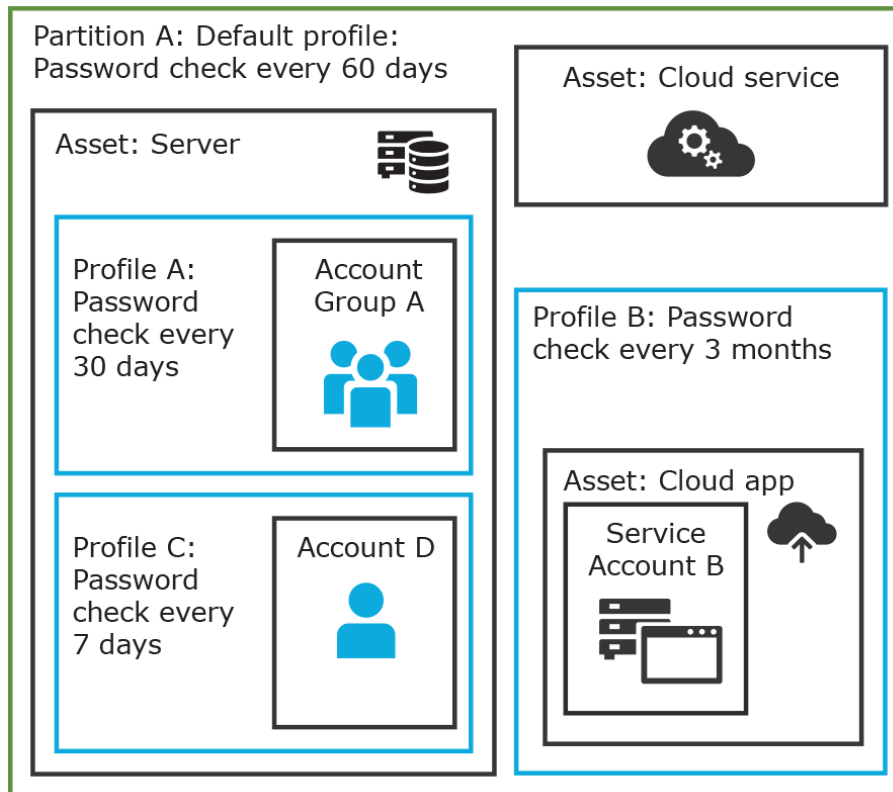 Partition A: Default profile:
Password check every 60 days
Asset: Server
Profile A:
Password
check every
30 days
Account
Group A
Profile C:
Password
check every
7 days
Account D
Asset: Cloud service
Profile B: Password
check every 3 months
Asset: Cloud app
Service
Account B